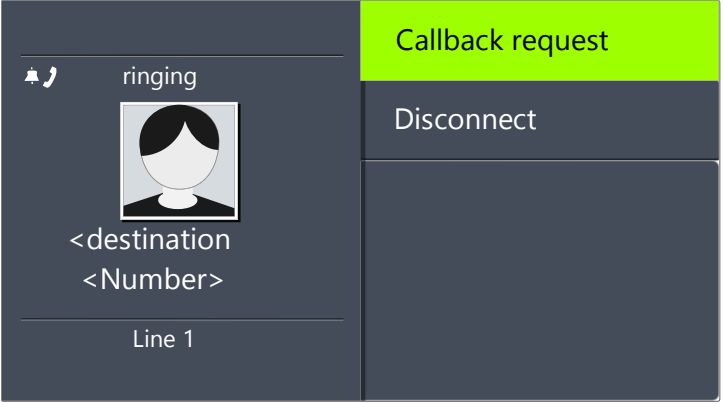 ringing
<destination
<Number>
Line 1
Callback request
Disconnect